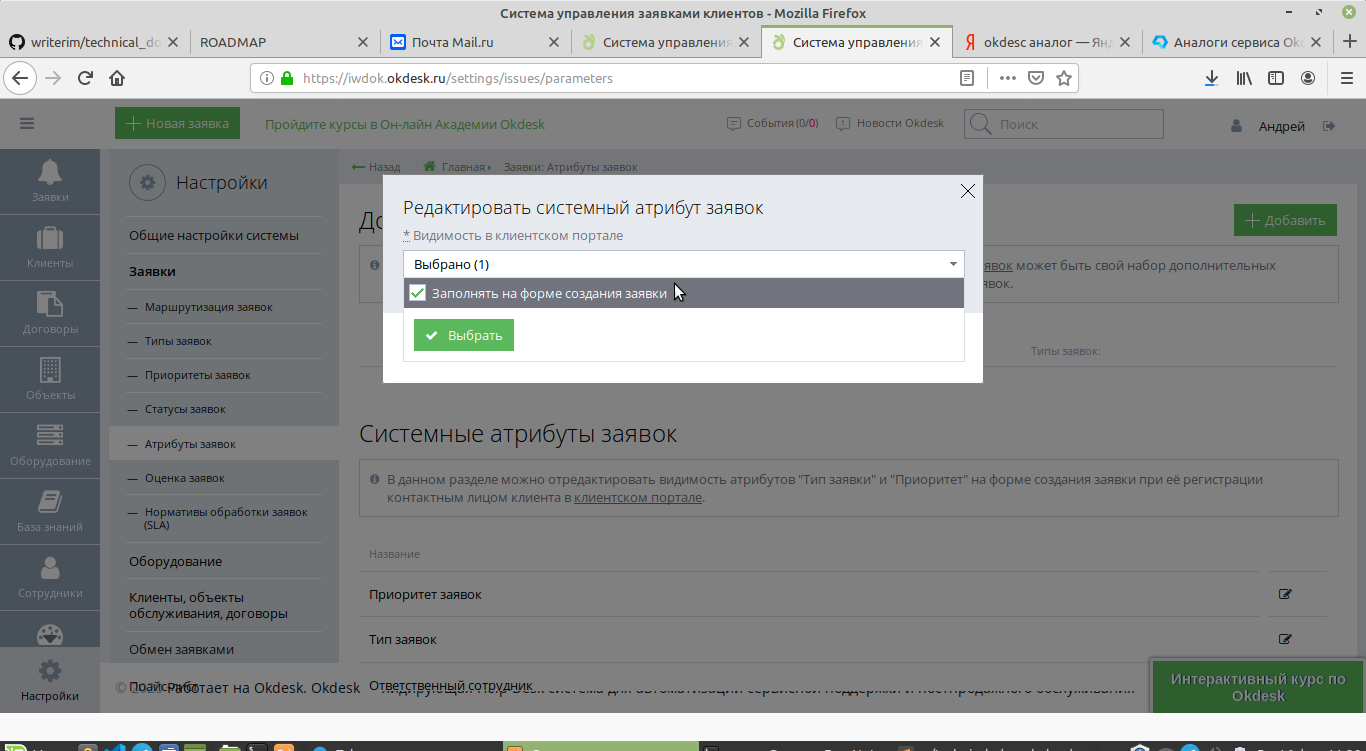 Система управления заявками клиентов - Mozilla Firefox
writerim/technical_do
ROADMAP
Почта Mail.ru
Система управления
Система управления
okdesc аналог — Янд
Аналоги сервиса Okd
https://iwdok.okdesk.ru/settings/issues/parameters
Новая заявка
Пройдите курсы в Он-лайн Академии Okdesk
События (0/0)
Новости Okdesk
Поиск
Андрей
Заявки
Клиенты
Договоры
Объекты
Оборудование
База знаний
Сотрудники
Настройки
Настройки
Общие настройки системы
Заявки
— Маршрутизация заявок
— Типы заявок
— Приоритеты заявок
— Статусы заявок
— Атрибуты заявок
— Оценка заявок
— Нормативы обработки заявок
(SLA)
Оборудование
Клиенты, объекты
обслуживания, договоры
Обмен заявками
Назад
Главная
Заявки: Атрибуты заявок
Добавить
явок может быть свой набор дополнительных
явок.
Типы заявок:
Редактировать системный атрибут заявок
* Видимость в клиентском портале
Выбрано (1)
Заполнять на форме создания заявки
Выбрать
Системные атрибуты заявок
В данном разделе можно отредактировать видимость атрибутов "Тип заявки" и "Приоритет" на форме создания заявки при её регистрации
контактным лицом клиента в клиентском портале.
Название
Приоритет заявок
Тип заявок
Ответственный сотрудник
Работает на Okdesk. Okdesk
Интерактивный курс по
Okdesk